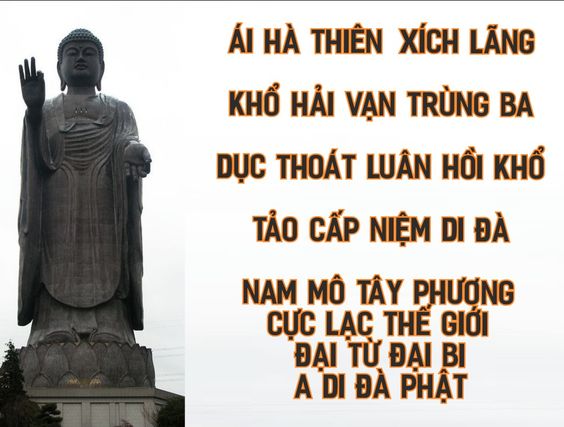 ÁI HÀ THIÊN XÍCH LÃNG
KHỔ HẢI VẠN TRÙNG BA
DỤC THOÁT LUÂN HỒI KHỔ
TẢO CẤP NIỆM DI ĐÀ
NAM MÔ TÂY PHƯƠNG
CỰC LẠC THẾ GIỚI
ĐẠI TỪ ĐẠI BI
A DI ĐÀ PHẬT